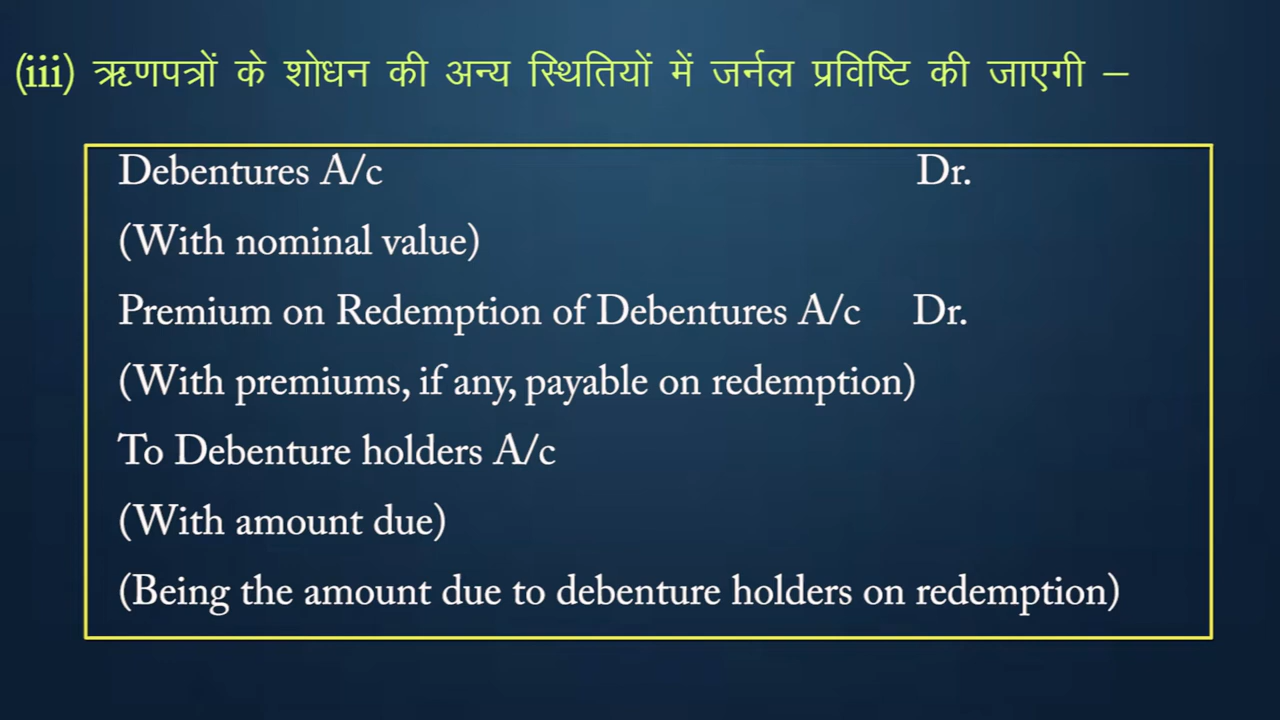 (iii) ऋणपत्रों के शोधन की अन्य स्थितियों में जर्नल प्रविष्टि की जाएगी –
Debentures A/c Dr.
(With nominal value)
Premium on Redemption of Debentures A/c Dr.
(With premiums, if any, payable on redemption)
To Debenture holders A/c
(With amount due)
(Being the amount due to debenture holders on redemption)